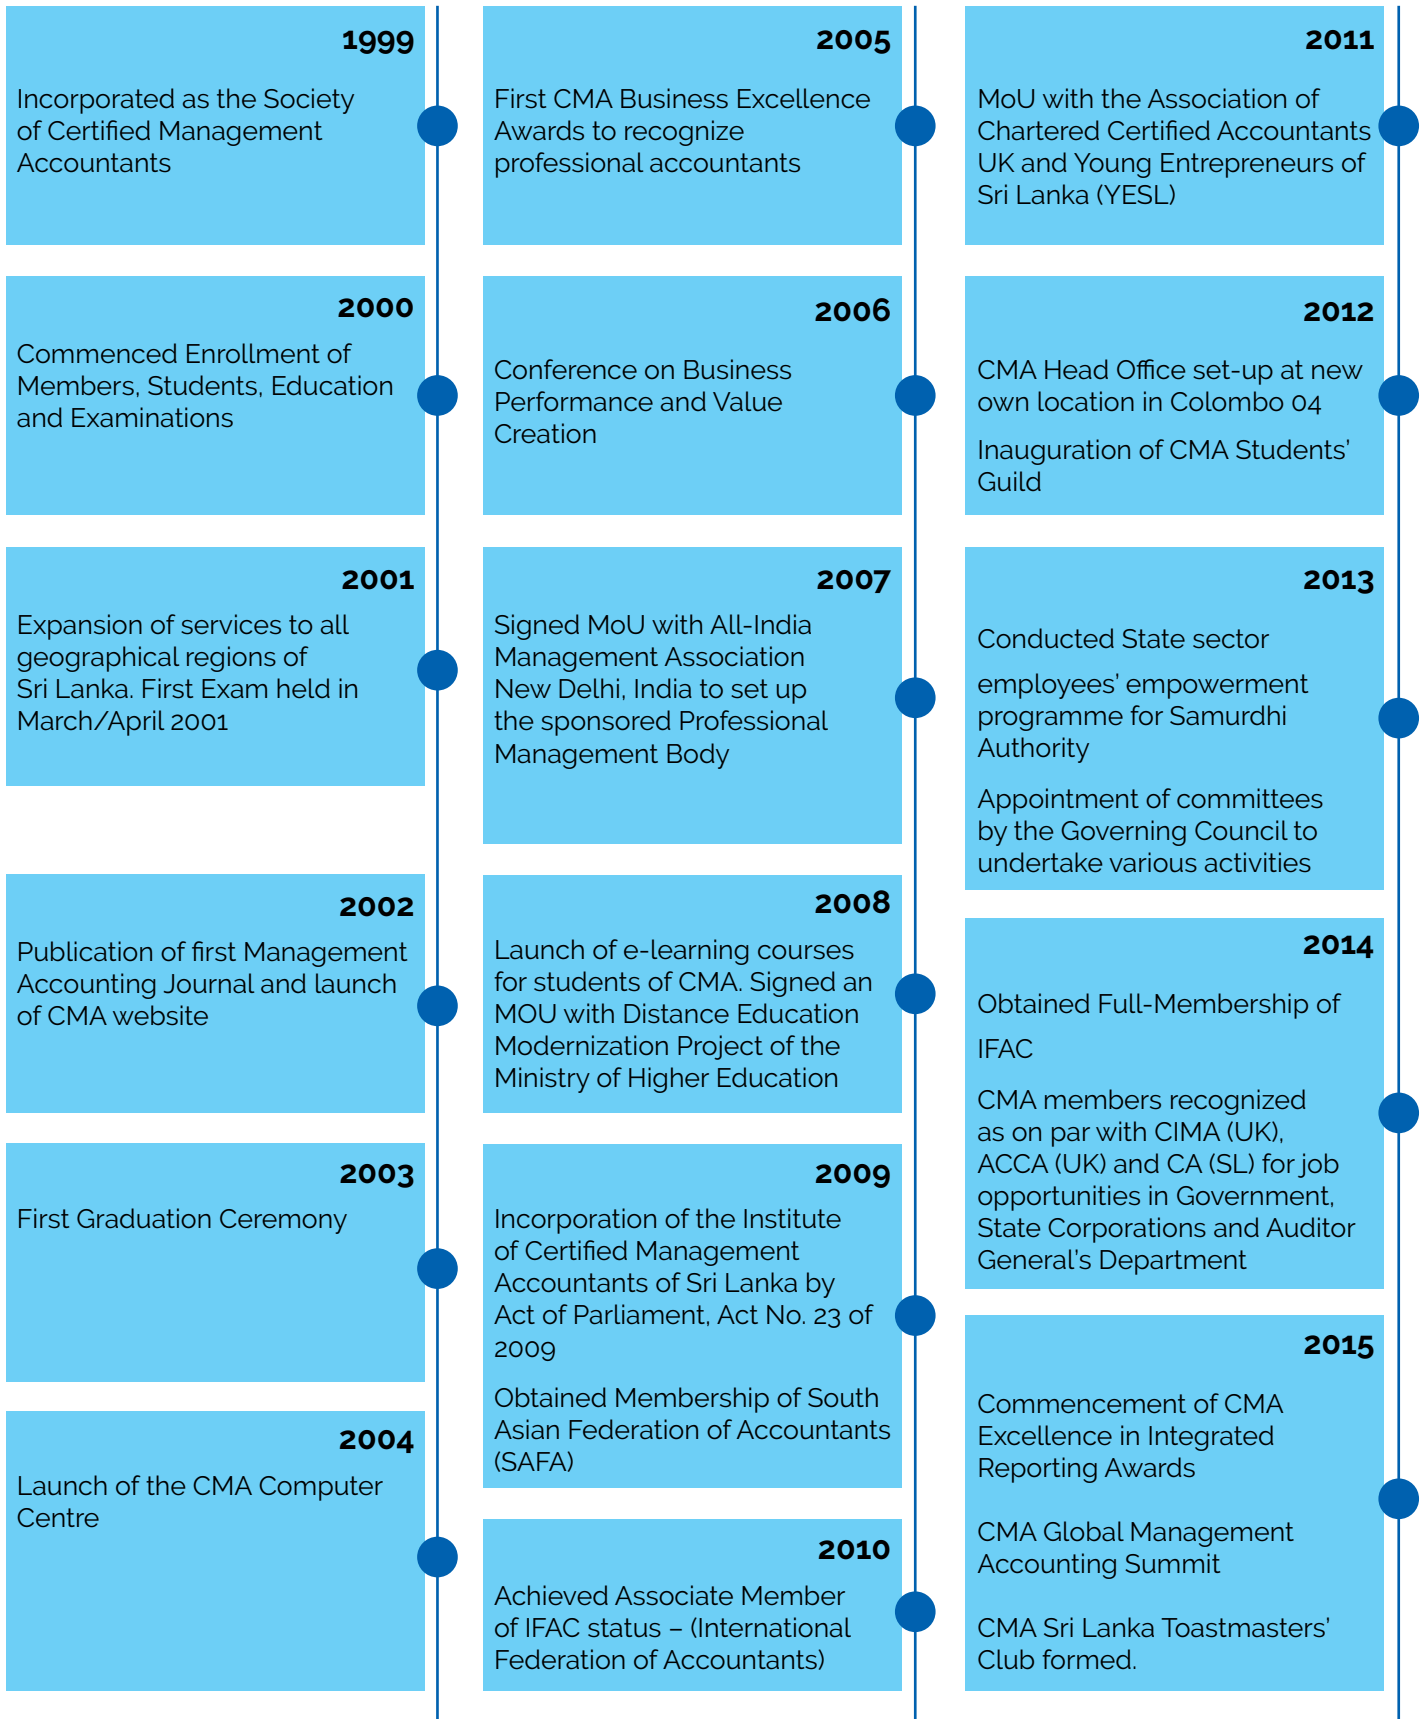 1999
Incorporated as the Society
of Certified Management
Accountants
2000
Commenced Enrollment of
Members, Students, Education
and Examinations
2001
Expansion of services to all
geographical regions of
Sri Lanka. First Exam held in
March/April 2001
2002
Publication of first Management
Accounting Journal and launch
of CMA website
2003
First Graduation Ceremony
2004
Launch of the CMA Computer
Centre
2005
First CMA Business Excellence
Awards to recognize
professional accountants
2006
Conference on Business
Performance and Value
Creation
2007
Signed MoU with All-India
Management Association
New Delhi, India to set up
the sponsored Professional
Management Body
2008
Launch of e-learning courses
for students of CMA. Signed an
MOU with Distance Education
Modernization Project of the
Ministry of Higher Education
2009
Incorporation of the Institute
of Certified Management
Accountants of Sri Lanka by
Act of Parliament, Act No. 23 of
2009
Obtained Membership of South
Asian Federation of Accountants
(SAFA)
2010
Achieved Associate Member
of IFAC status – (International
Federation of Accountants)
2011
MoU with the Association of
Chartered Certified Accountants
UK and Young Entrepreneurs of
Sri Lanka (YESL)
2012
CMA Head Office set-up at new
own location in Colombo 04
Inauguration of CMA Students’
Guild
2013
Conducted State sector
employees’ empowerment
programme for Samurdhi
Authority
Appointment of committees
by the Governing Council to
undertake various activities
2014
Obtained Full-Membership of
IFAC
CMA members recognized
as on par with CIMA (UK),
ACCA (UK) and CA (SL) for job
opportunities in Government,
State Corporations and Auditor
General’s Department
2015
Commencement of CMA
Excellence in Integrated
Reporting Awards
CMA Global Management
Accounting Summit
CMA Sri Lanka Toastmasters’
Club formed.